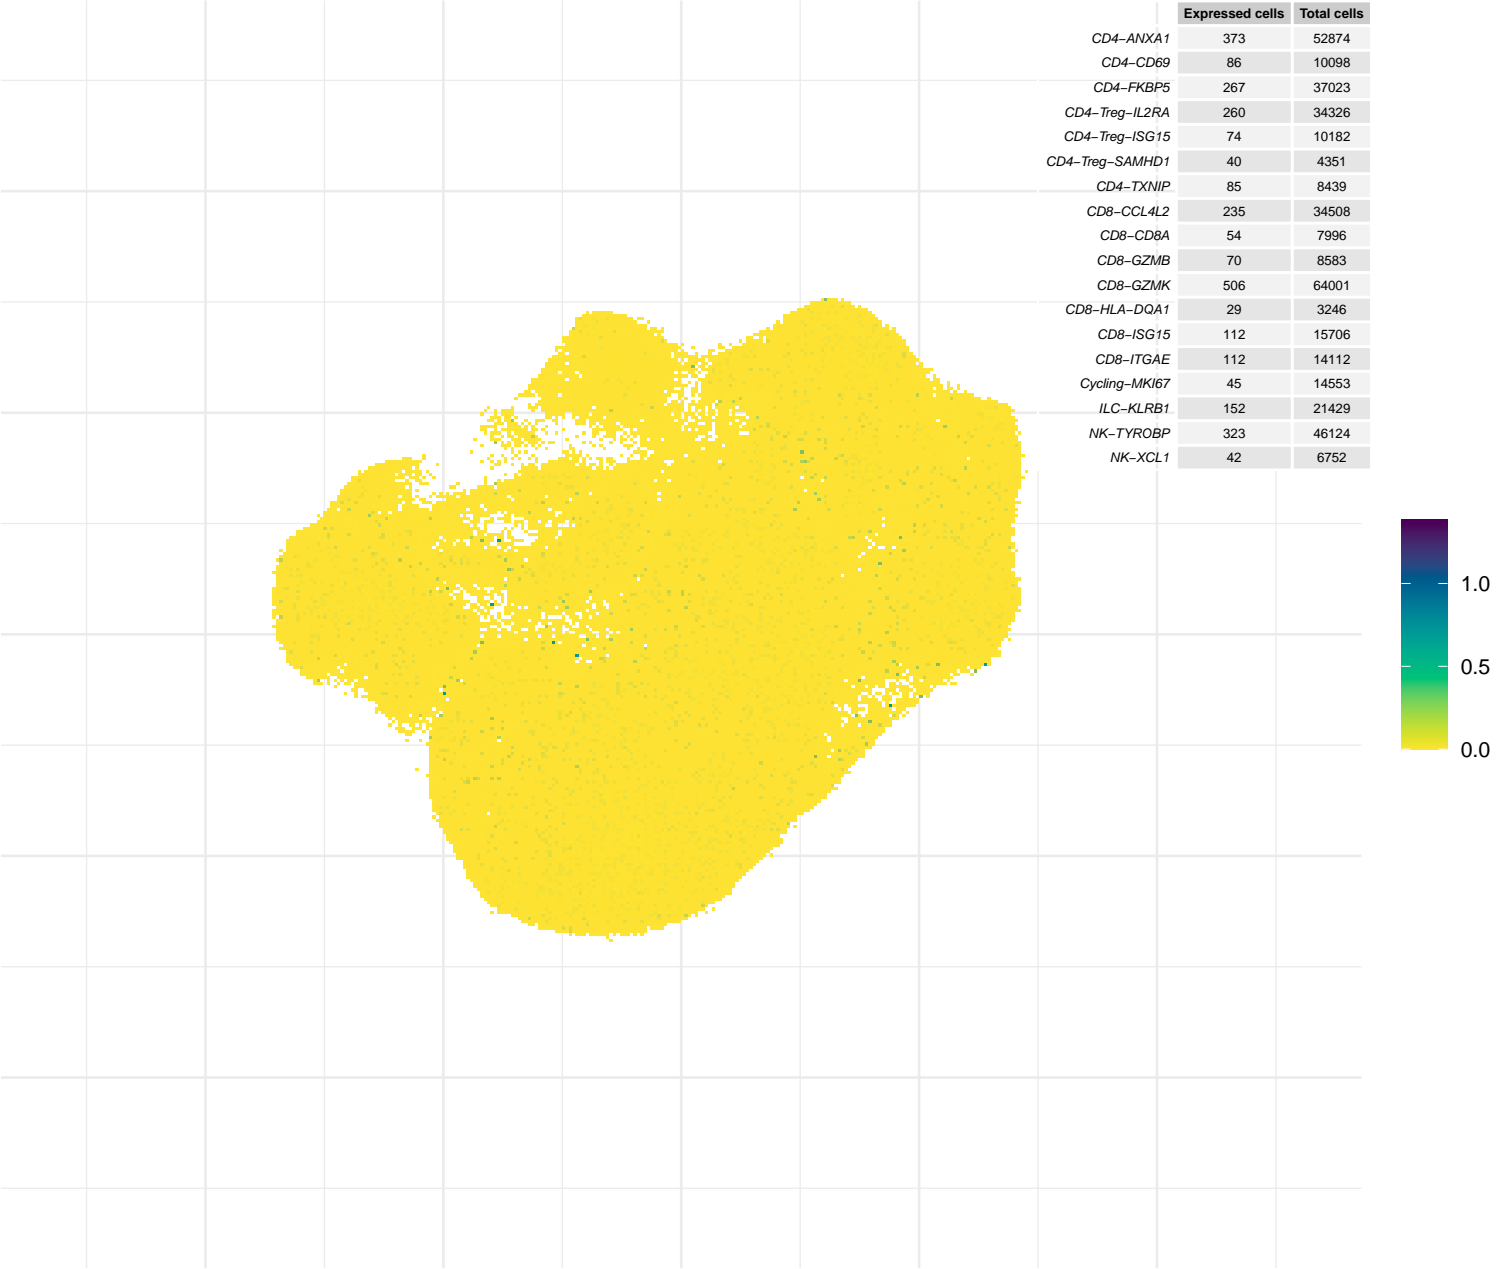 Expressed cells Total cells
CD4−ANXA1 373 52874
CD4−CD69 86 10098
CD4−FKBP5 267 37023
CD4−Treg−IL2RA 260 34326
CD4−Treg−ISG15 74 10182
CD4−Treg−SAMHD1 40 4351
CD4−TXNIP 85 8439
CD8−CCL4L2 235 34508
CD8−CD8A 54 7996
CD8−GZMB 70 8583
CD8−GZMK 506 64001
CD8−HLA−DQA1 29 3246
CD8−ISG15 112 15706
CD8−ITGAE 112 14112
Cycling−MKI67 45 14553
ILC−KLRB1 152 21429
NK−TYROBP 323 46124
NK−XCL1 42 6752
1.0
0.5
0.0